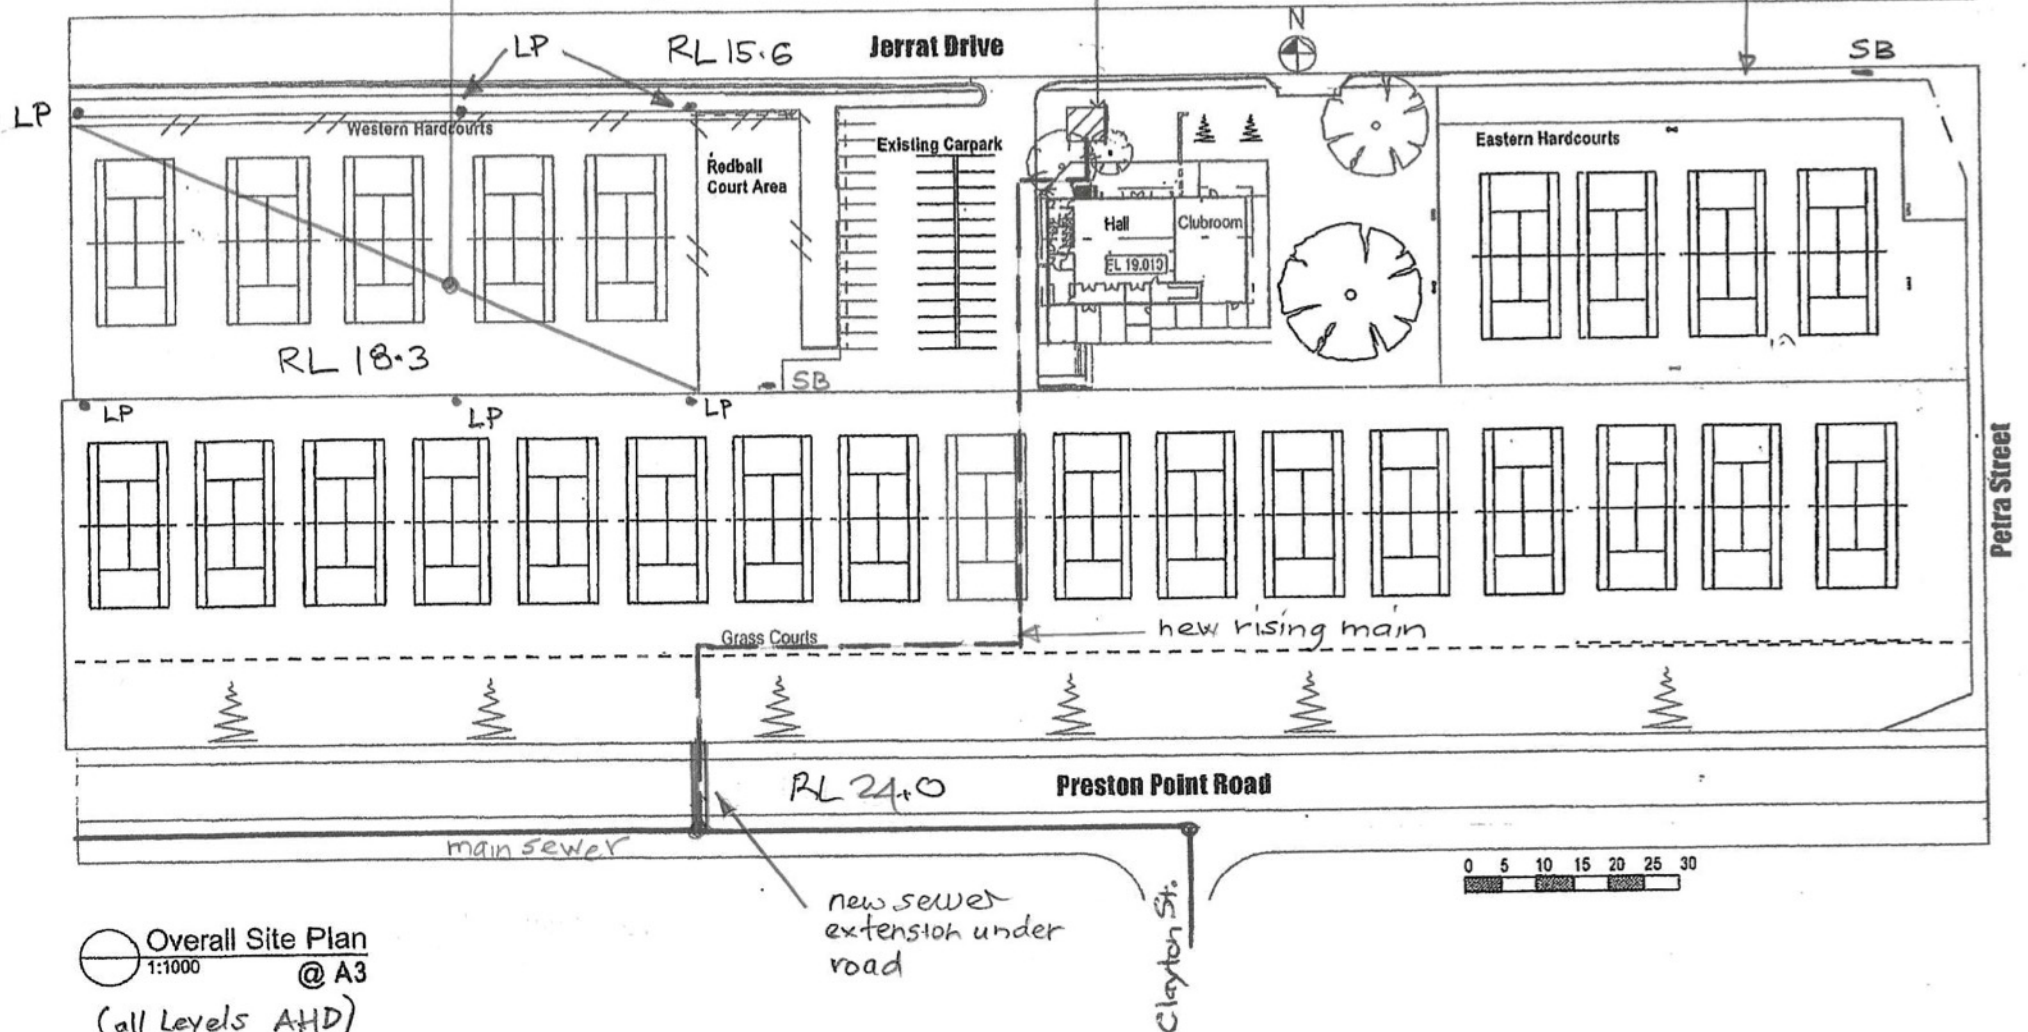 N
LP
RL 15.6
Jerrat Drive
SB
LP
Western Hardcourts
Redball
Court Area
Existing Carpark
Eastern Hardcourts
Hall
Clubroom
RL 18.3
SB
LP
LP
LP
Petra Street
Grass Courts
new rising main
RL 24.0
Preston Point Road
main sewer
0 5 10 15 20 25 30
new sewer
extension under
road
Clayton St.
Overall Site Plan
1:1000
@ A3
(all Levels AHD)